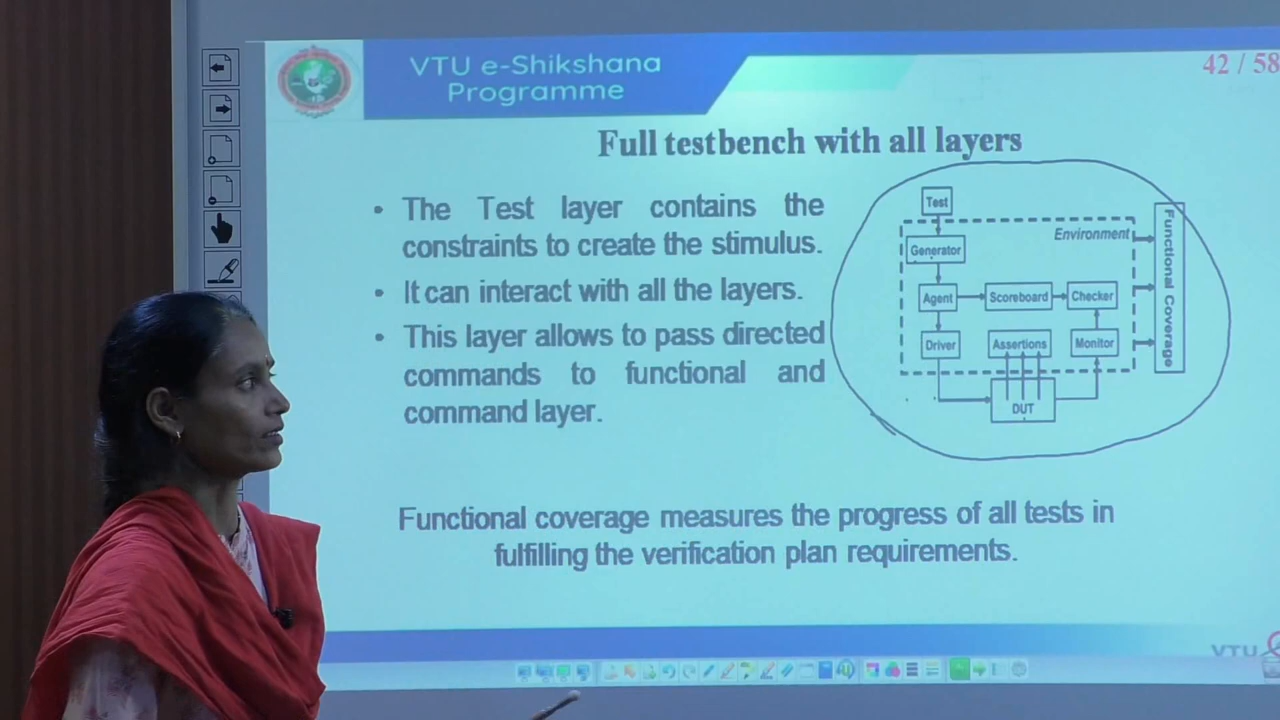 VTU e-Shikshana
Programme
42 / 58
Full testbench with all layers
• The Test layer contains the
constraints to create the stimulus.
• It can interact with all the layers.
• This layer allows to pass directed
commands to functional and
command layer.
Test
Environment
Generator
Agent
Scoreboard
Checker
Driver
Assertions
Monitor
DUT
Functional Coverage
Functional coverage measures the progress of all tests in
fulfilling the verification plan requirements.
VTU